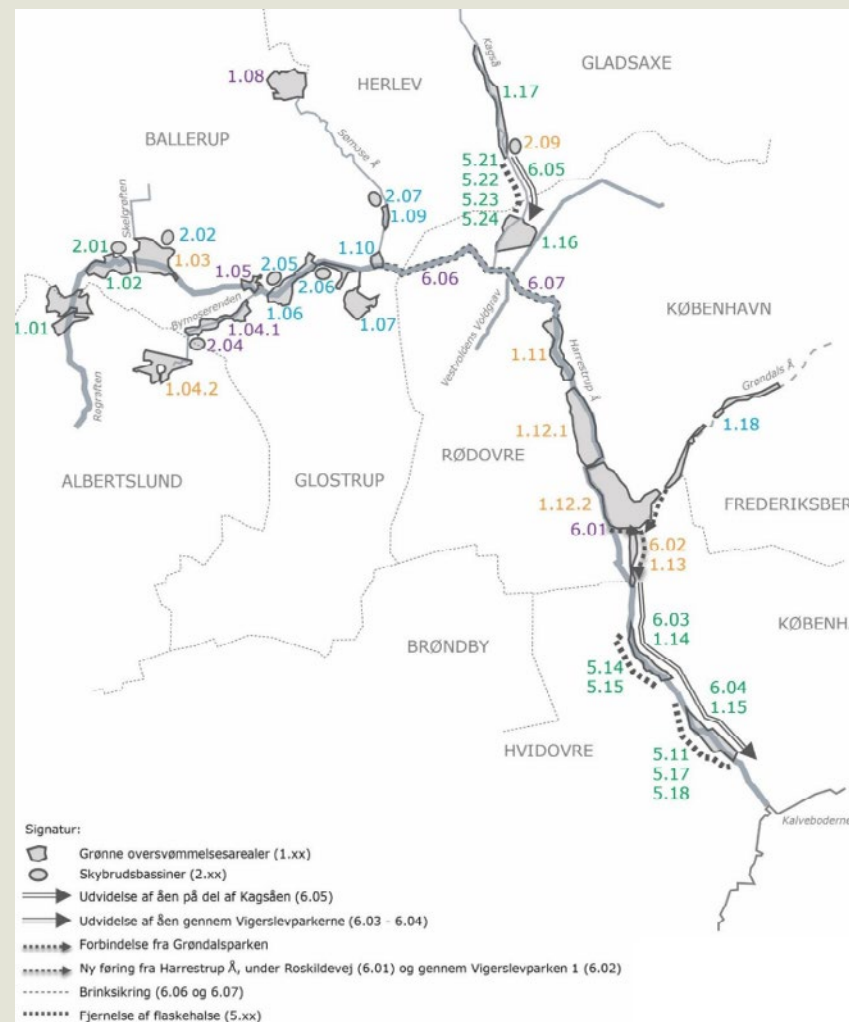 Kagså
GLADSAXE
1.08
HERLEV
1.17
Sømose Å
BALLERUP
2.09
5.21
6.05
5.22
5.23
5.24
2.07
1.09
Skelgrøften
2.01
2.02
1.16
1.10
1.03
1.02
1.05
2.05
6.06
6.07
2.06
Bymoserenden
1.06
1.07
KØBENHAVN
1.01
1.04.1
2.04
Vestvoldens Voldgrav
1.11
Harrestrup Å
Grøndals Å
1.04.2
Røgrøften
1.18
1.12.1
RØDOVRE
ALBERTSLUND
GLOSTRUP
1.12.2
FREDERIKSBER
6.01
6.02
1.13
6.03
1.14
KØBENHA
BRØNDBY
5.14
5.15
6.04
1.15
HVIDOVRE
5.11
5.17
5.18
Kalveboderne
Signatur:
Grønne oversvømmelsesarealer (1.xx)
Skybrudsbassiner (2.xx)
Udvidelse af åen på del af Kagsåen (6.05)
Udvidelse af åen gennem Vigerslevparkerne (6.03 - 6.04)
Forbindelse fra Grøndalsparken
Ny føring fra Harrestrup Å, under Roskildevej (6.01) og gennem Vigerslevparken 1 (6.02)
Brinksikring (6.06 og 6.07)
Fjernelse af flaskehalse (5.xx)